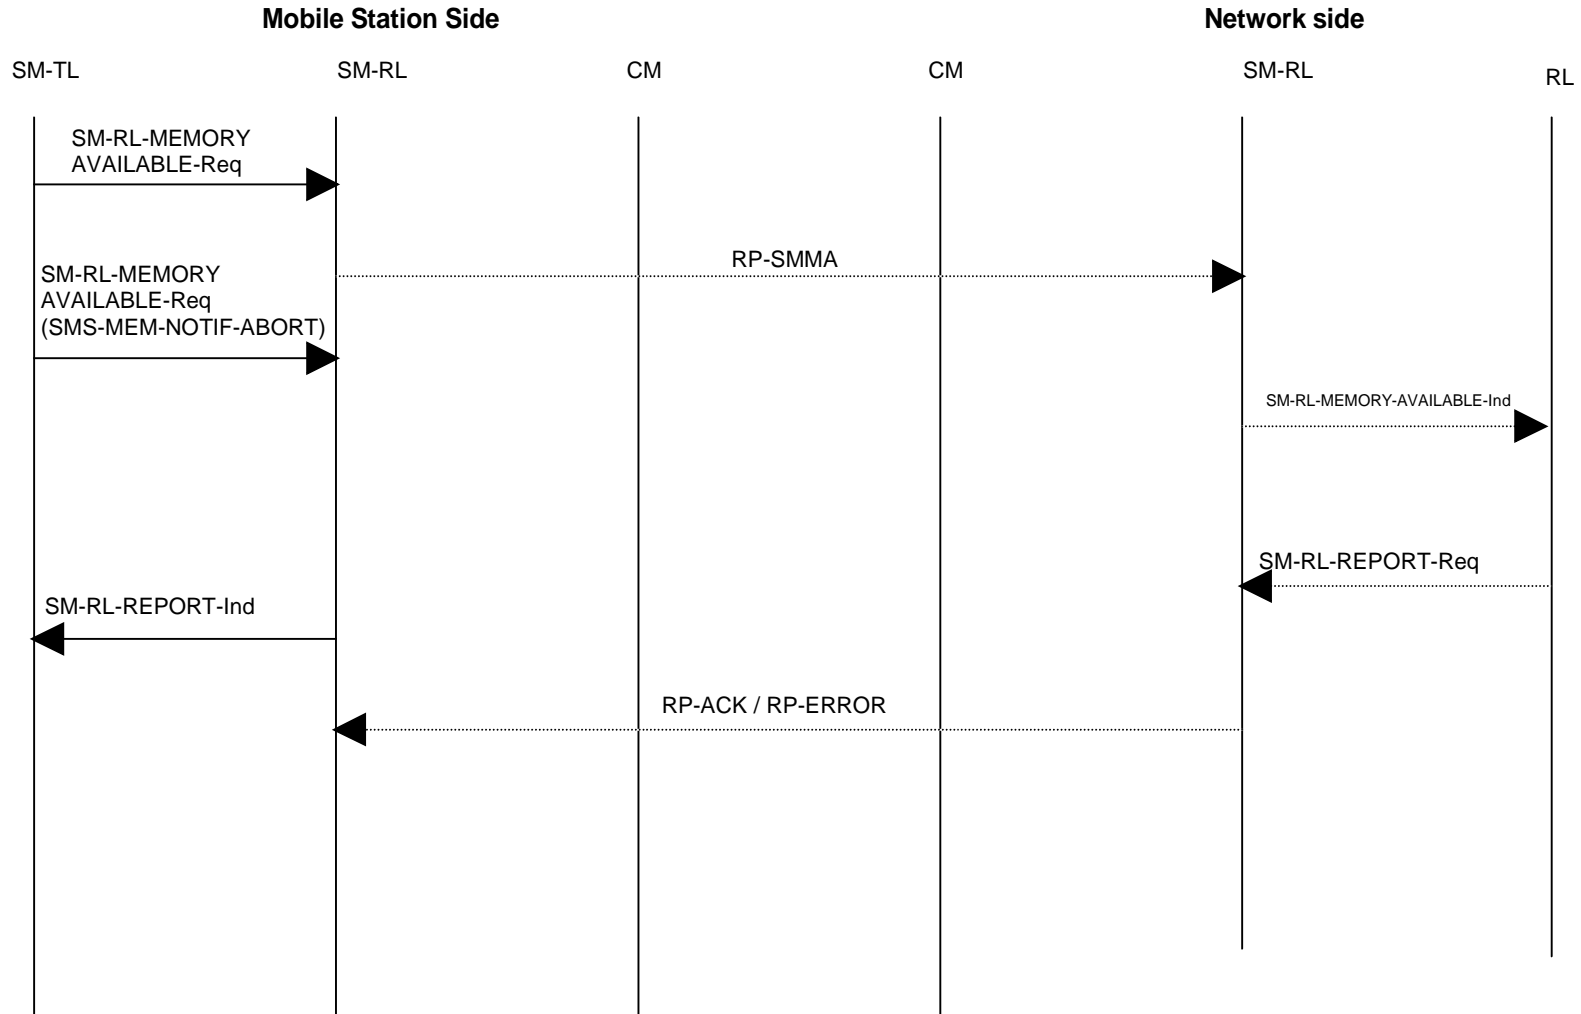 Mobile Station Side
Network side
SM-TL
SM-RL
CM
CM
SM-RL
RL
SM-RL-MEMORY
AVAILABLE-Req
RP-SMMA
SM-RL-MEMORY
AVAILABLE-Req
(SMS-MEM-NOTIF-ABORT)
SM-RL-MEMORY-AVAILABLE-Ind
SM-RL-REPORT-Req
SM-RL-REPORT-Ind
RP-ACK / RP-ERROR